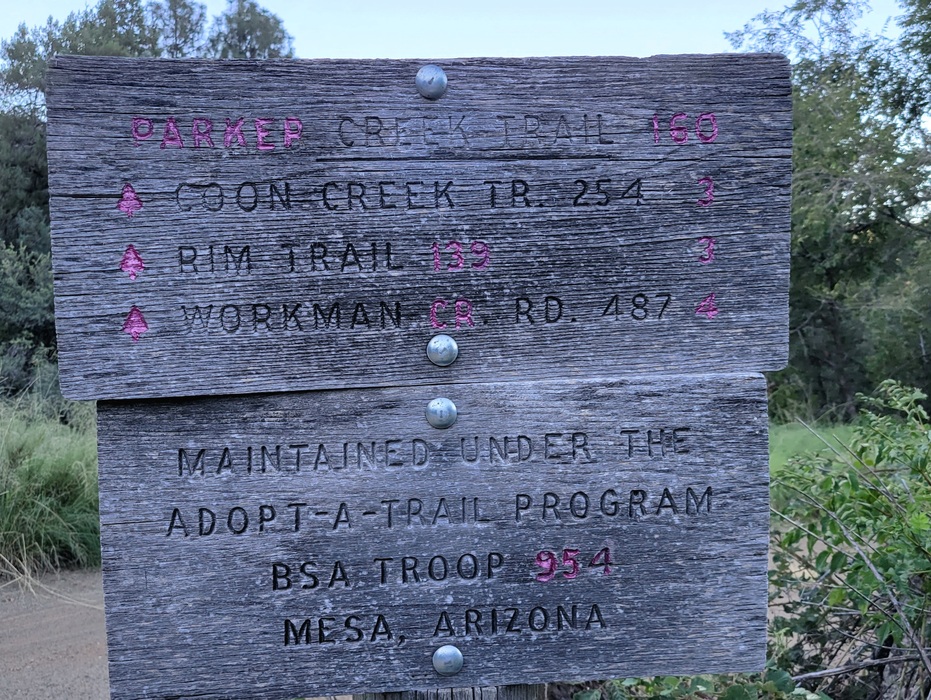 PARKER CREEK TRAIL 160
COON CREEK TR. 254 3
RIM TRAIL 139 3
WORKMAN CR. RD. 487 4
MAINTAINED UNDER THE
ADOPT-A-TRAIL PROGRAM
BSA TROOP 954
MESA, ARIZONA